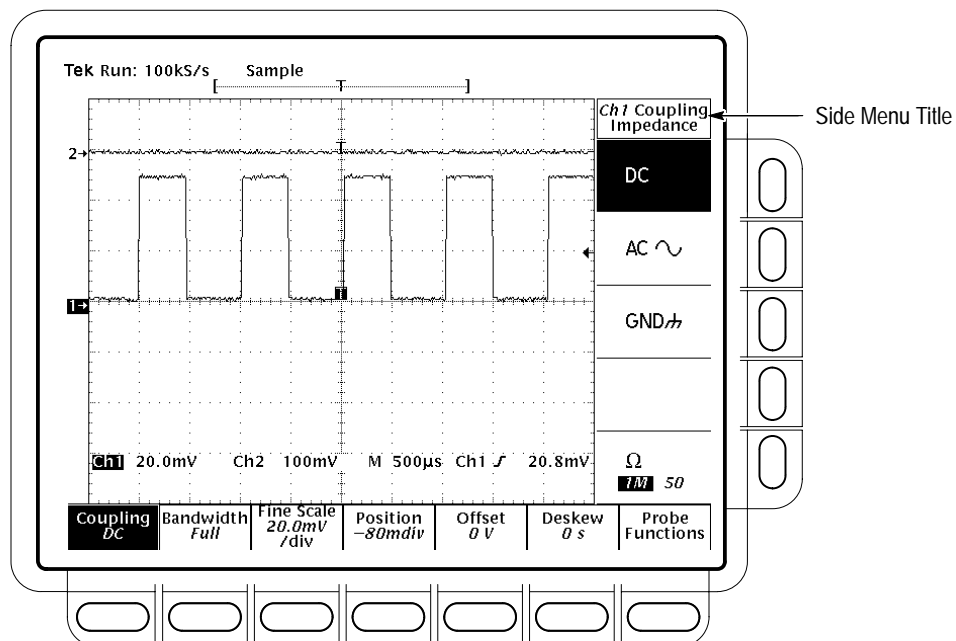 Tek Run: 100kS/s Sample
[ T ]
Ch1 Coupling
Impedance
Side Menu Title
2→
T
DC
AC
GND
T
1→
Ch1 20.0mV Ch2 100mV M 500µs Ch1 20.8mV
Ω
1M 50
Coupling
DC
Bandwidth
Full
Fine Scale
20.0mV
/div
Position
−80mdiv
Offset
0 V
Deskew
0 s
Probe
Functions